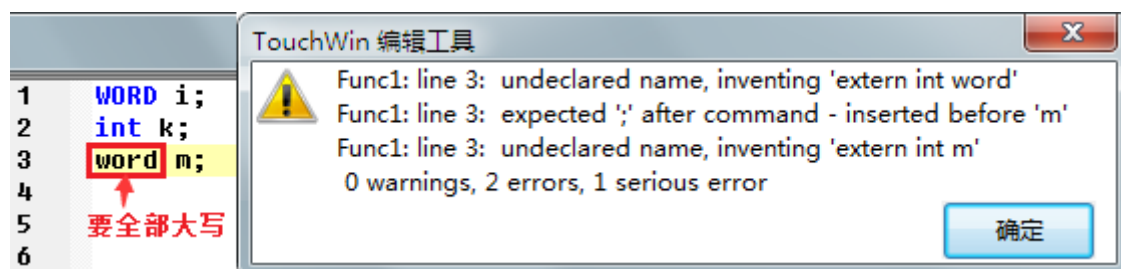 1 WORD i;
2 int k;
3 word m;
4
5 要全部大写
6
TouchWin 编辑工具
Func1: line 3: undeclared name, inventing 'extern int word'
Func1: line 3: expected ';' after command - inserted before 'm'
Func1: line 3: undeclared name, inventing 'extern int m'
0 warnings, 2 errors, 1 serious error
确定